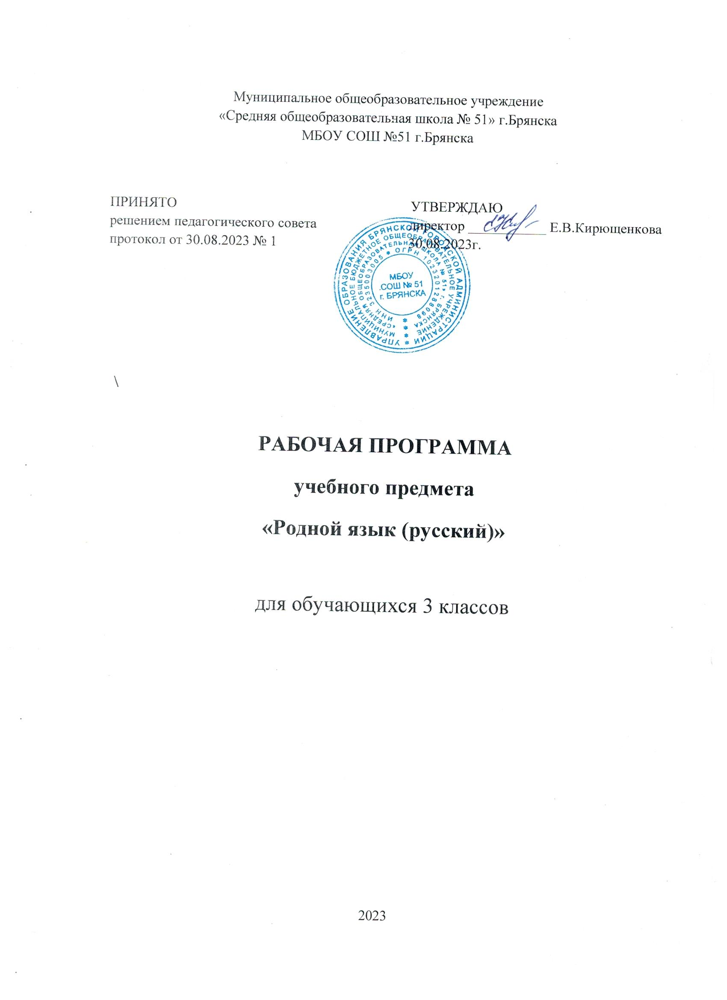 Муниципальное общеобразовательное учреждение
«Средняя общеобразовательная школа № 51» г.Брянска
МБОУ СОШ №51 г.Брянска
ПРИНЯТО
решением педагогического совета
протокол от 30.08.2023 № 1
УТВЕРЖДАЮ
директор ____________ Е.В.Кирющенкова
30.08.2023г.
УПРАВЛЕНИЕ ОБРАЗОВАНИЯ БРЯНСКОЙ ГОРОДСКОЙ АДМИНИСТРАЦИИ *
МУНИЦИПАЛЬНОЕ БЮДЖЕТНОЕ ОБЩЕОБРАЗОВАТЕЛЬНОЕ УЧРЕЖДЕНИЕ *
«СРЕДНЯЯ ОБЩЕОБРАЗОВАТЕЛЬНАЯ ШКОЛА № 51» г. БРЯНСКА *
ИНН 3235003005 * ОГРН 1023201288098 *
МБОУ
СОШ № 51
г. БРЯНСКА
\
РАБОЧАЯ ПРОГРАММА
учебного предмета
«Родной язык (русский)»
для обучающихся 3 классов
2023